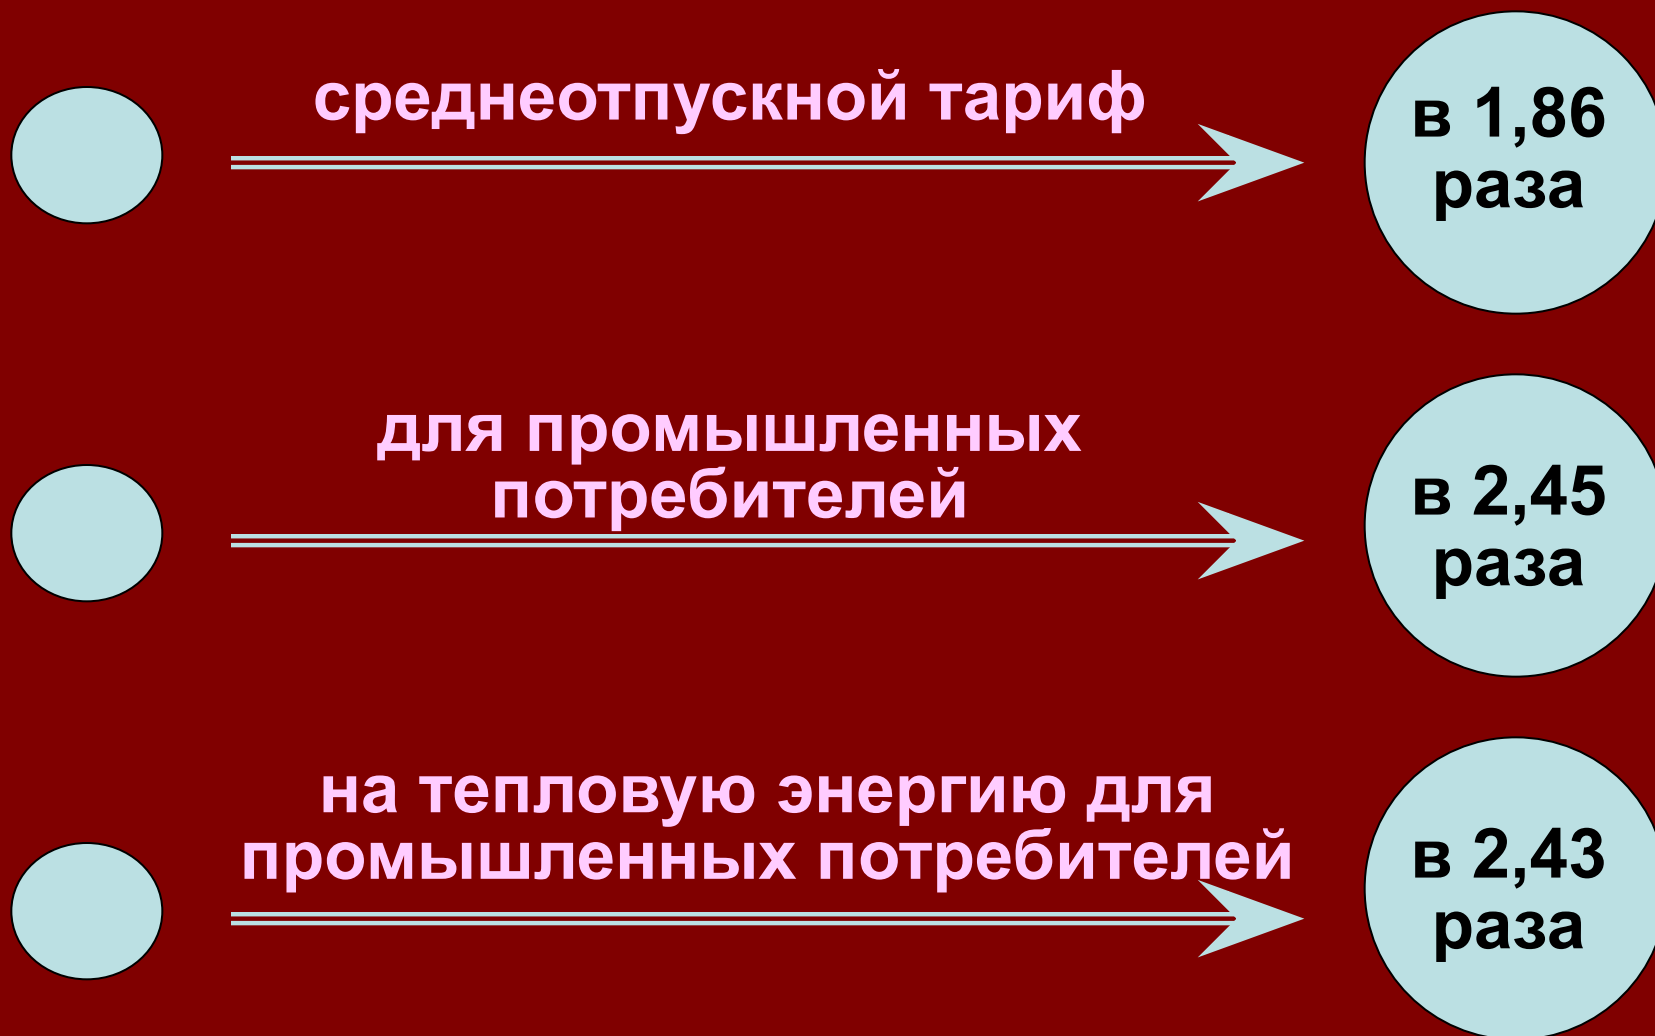 среднеотпускной тариф
в 1,86
раза
для промышленных
потребителей
в 2,45
раза
на тепловую энергию для
промышленных потребителей
в 2,43
раза